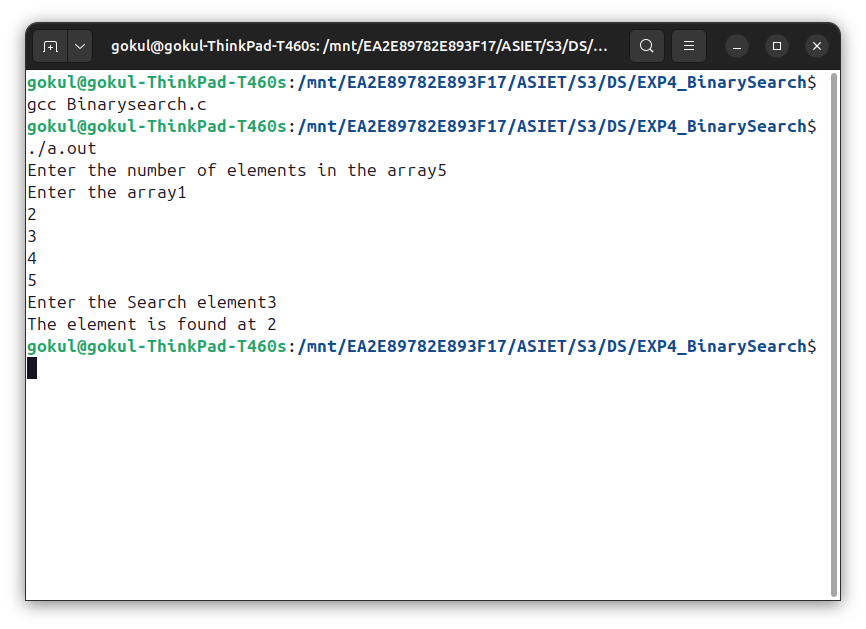 gokul@gokul-ThinkPad-T460s: /mnt/EA2E89782E893F17/ASIET/S3/DS/...
gokul@gokul-ThinkPad-T460s:/mnt/EA2E89782E893F17/ASIET/S3/DS/EXP4_BinarySearch$
gcc Binarysearch.c
gokul@gokul-ThinkPad-T460s:/mnt/EA2E89782E893F17/ASIET/S3/DS/EXP4_BinarySearch$
./a.out
Enter the number of elements in the array5
Enter the array1
2
3
4
5
Enter the Search element3
The element is found at 2
gokul@gokul-ThinkPad-T460s:/mnt/EA2E89782E893F17/ASIET/S3/DS/EXP4_BinarySearch$